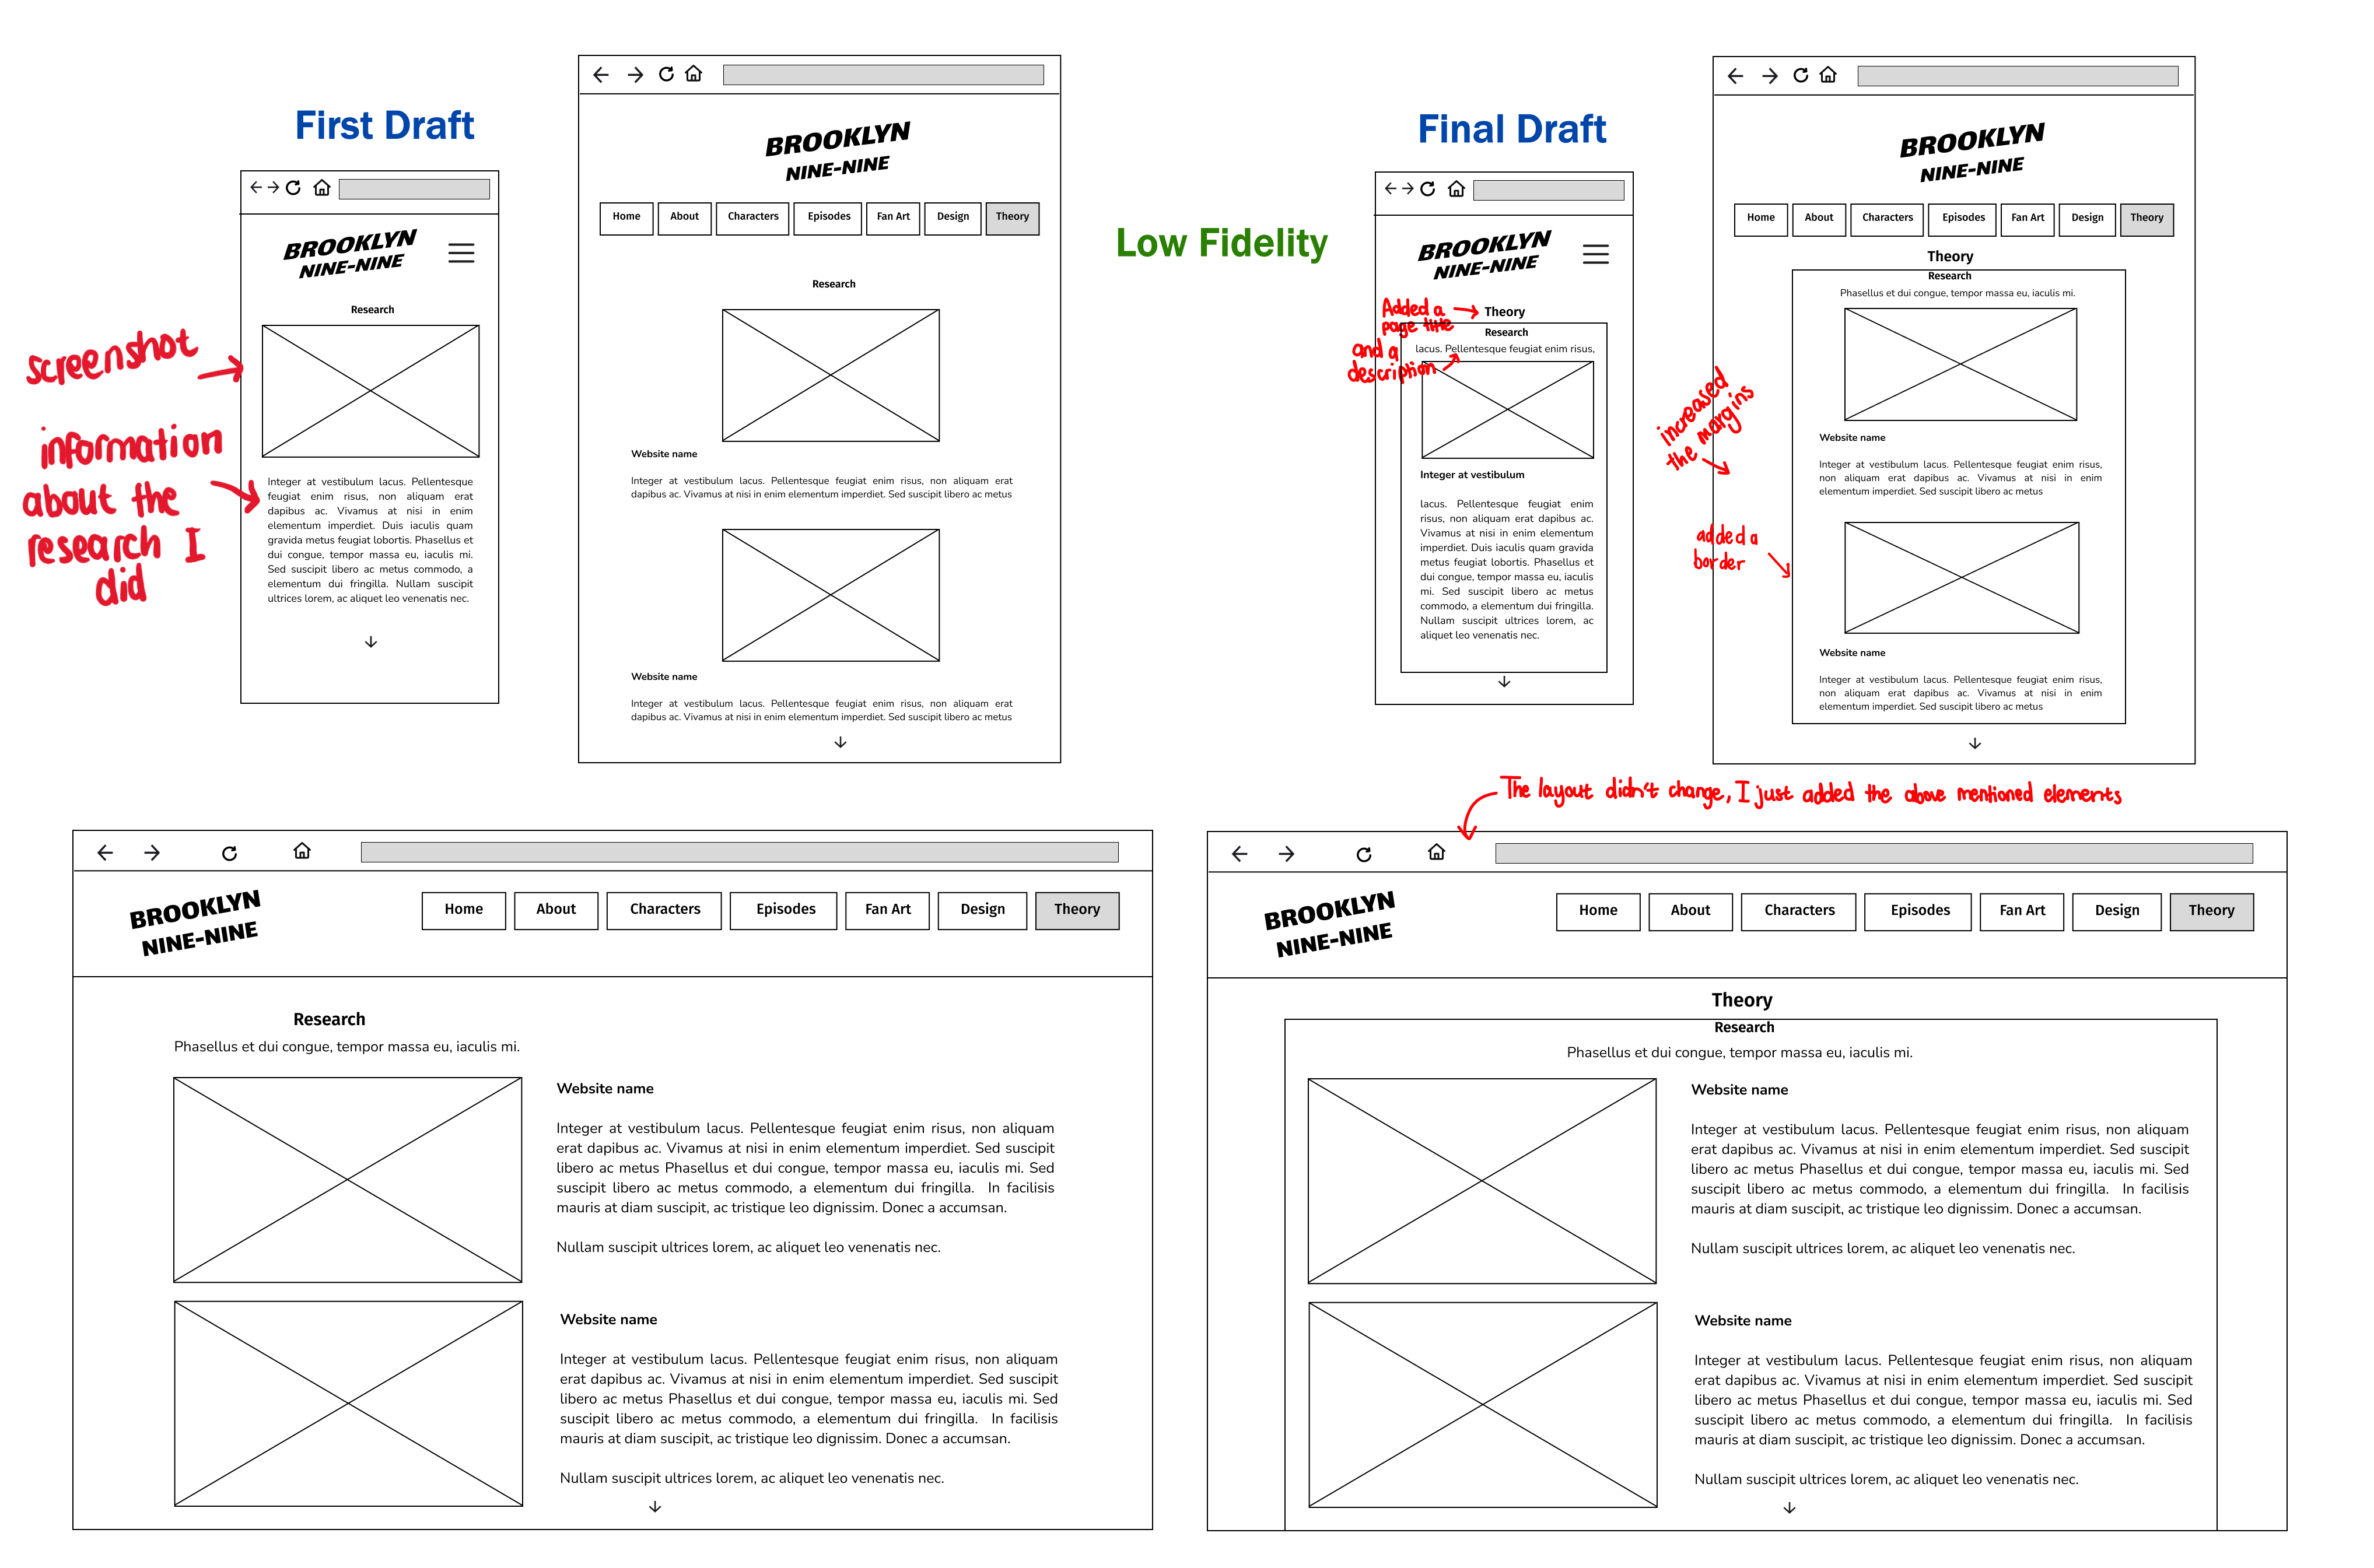 First Draft
BROOKLYN
NINE-NINE
Research
screenshot
information
about the
research I
did
Integer at vestibulum lacus. Pellentesque
feugiat enim risus, non aliquam erat
dapibus ac. Vivamus at nisi in enim
elementum imperdiet. Duis iaculis quam
gravida metus feugiat lobortis. Phasellus et
dui congue, tempor massa eu, iaculis mi.
Sed suscipit libero ac metus commodo, a
elementum dui fringilla. Nullam suscipit
ultrices lorem, ac aliquet leo venenatis nec.
BROOKLYN
NINE-NINE
Home About Characters Episodes Fan Art Design Theory
Research
Website name
Integer at vestibulum lacus. Pellentesque feugiat enim risus, non aliquam erat
dapibus ac. Vivamus at nisi in enim elementum imperdiet. Sed suscipit libero ac metus
Website name
Integer at vestibulum lacus. Pellentesque feugiat enim risus, non aliquam erat
dapibus ac. Vivamus at nisi in enim elementum imperdiet. Sed suscipit libero ac metus
Low Fidelity
Final Draft
BROOKLYN
NINE-NINE
Added a
page title
and a
description
Theory
Research
lacus. Pellentesque feugiat enim risus,
Integer at vestibulum
lacus. Pellentesque feugiat enim
risus, non aliquam erat dapibus ac.
Vivamus at nisi in enim elementum
imperdiet. Duis iaculis quam gravida
metus feugiat lobortis. Phasellus et
dui congue, tempor massa eu, iaculis
mi. Sed suscipit libero ac metus
commodo, a elementum dui fringilla.
Nullam suscipit ultrices lorem, ac
aliquet leo venenatis nec.
BROOKLYN
NINE-NINE
Home About Characters Episodes Fan Art Design Theory
Theory
Research
Phasellus et dui congue, tempor massa eu, iaculis mi.
increased
the margins
Website name
Integer at vestibulum lacus. Pellentesque feugiat enim risus,
non aliquam erat dapibus ac. Vivamus at nisi in enim
elementum imperdiet. Sed suscipit libero ac metus
added a
border
Website name
Integer at vestibulum lacus. Pellentesque feugiat enim risus,
non aliquam erat dapibus ac. Vivamus at nisi in enim
elementum imperdiet. Sed suscipit libero ac metus
BROOKLYN
NINE-NINE
Home About Characters Episodes Fan Art Design Theory
Research
Phasellus et dui congue, tempor massa eu, iaculis mi.
Website name
Integer at vestibulum lacus. Pellentesque feugiat enim risus, non aliquam
erat dapibus ac. Vivamus at nisi in enim elementum imperdiet. Sed suscipit
libero ac metus Phasellus et dui congue, tempor massa eu, iaculis mi. Sed
suscipit libero ac metus commodo, a elementum dui fringilla. In facilisis
mauris at diam suscipit, ac tristique leo dignissim. Donec a accumsan.
Nullam suscipit ultrices lorem, ac aliquet leo venenatis nec.
Website name
Integer at vestibulum lacus. Pellentesque feugiat enim risus, non aliquam
erat dapibus ac. Vivamus at nisi in enim elementum imperdiet. Sed suscipit
libero ac metus Phasellus et dui congue, tempor massa eu, iaculis mi. Sed
suscipit libero ac metus commodo, a elementum dui fringilla. In facilisis
mauris at diam suscipit, ac tristique leo dignissim. Donec a accumsan.
Nullam suscipit ultrices lorem, ac aliquet leo venenatis nec.
The layout didn't change, I just added the above mentioned elements
BROOKLYN
NINE-NINE
Home About Characters Episodes Fan Art Design Theory
Theory
Research
Phasellus et dui congue, tempor massa eu, iaculis mi.
Website name
Integer at vestibulum lacus. Pellentesque feugiat enim risus, non aliquam
erat dapibus ac. Vivamus at nisi in enim elementum imperdiet. Sed suscipit
libero ac metus Phasellus et dui congue, tempor massa eu, iaculis mi. Sed
suscipit libero ac metus commodo, a elementum dui fringilla. In facilisis
mauris at diam suscipit, ac tristique leo dignissim. Donec a accumsan.
Nullam suscipit ultrices lorem, ac aliquet leo venenatis nec.
Website name
Integer at vestibulum lacus. Pellentesque feugiat enim risus, non aliquam
erat dapibus ac. Vivamus at nisi in enim elementum imperdiet. Sed suscipit
libero ac metus Phasellus et dui congue, tempor massa eu, iaculis mi. Sed
suscipit libero ac metus commodo, a elementum dui fringilla. In facilisis
mauris at diam suscipit, ac tristique leo dignissim. Donec a accumsan.
Nullam suscipit ultrices lorem, ac aliquet leo venenatis nec.